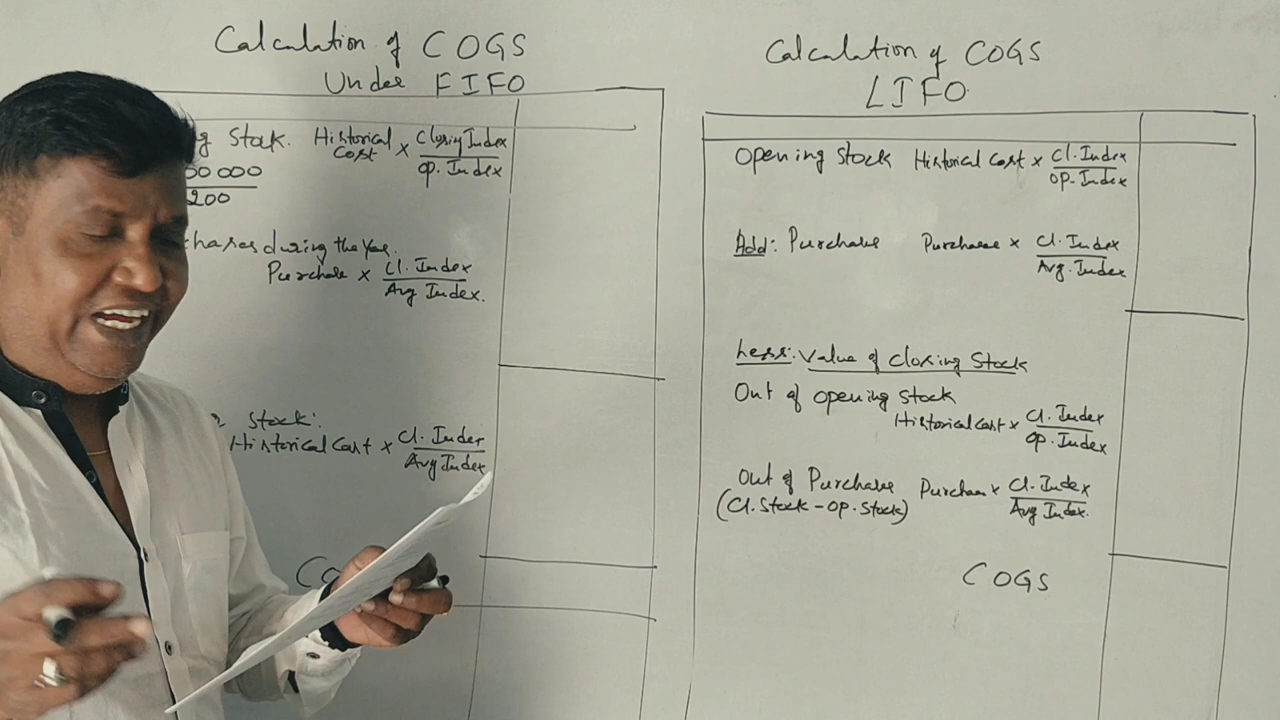 Calculation of COGS
Under FIFO
Stock. Historical Cost × Closing Index / Op. Index
00 000
200
chases during the Year.
Purchase × Cl. Index / Avg Index.
Stock:
Historical Cost × Cl. Index / Avg Index
CO
Calculation of COGS
LIFO
Opening Stock Historical Cost × Cl. Index / Op. Index
Add: Purchase Purchase × Cl. Index / Avg. Index
Less: Value of Closing Stock
Out of opening Stock
Historical Cost × Cl. Index / Op. Index
Out of Purchase Purchase × Cl. Index / Avg Index.
(Cl. Stock - Op. Stock)
COGS